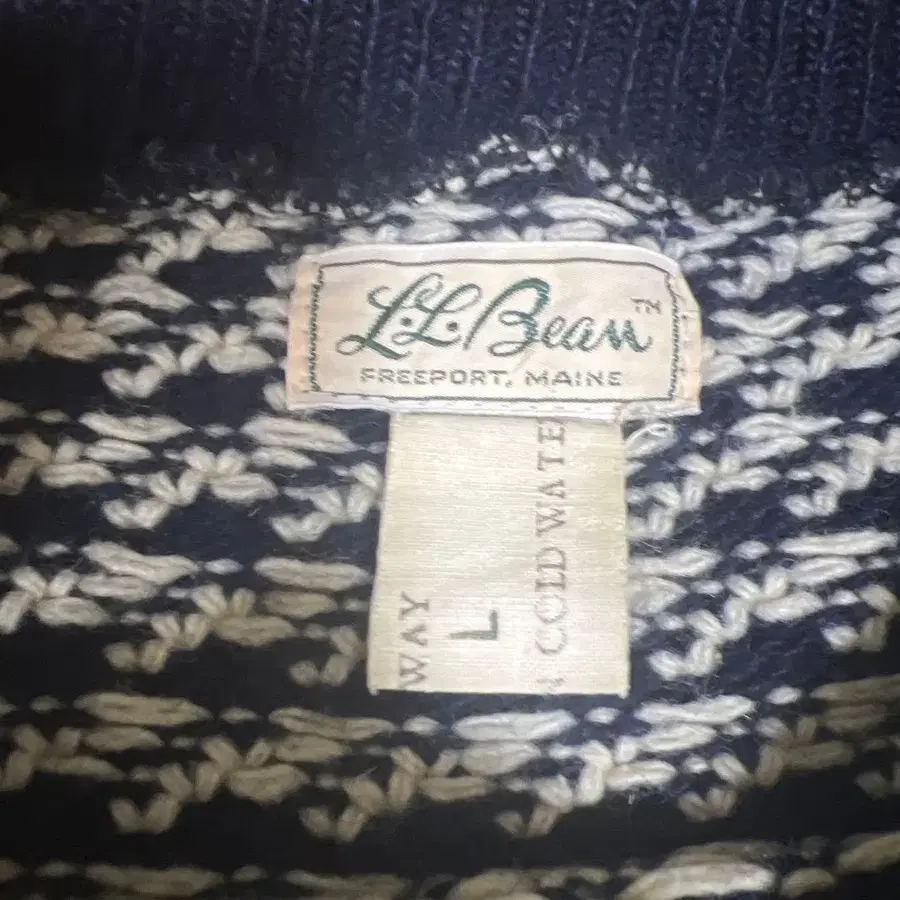 L.L.Bean™
FREEPORT, MAINE
WAY
L
COLD WATE